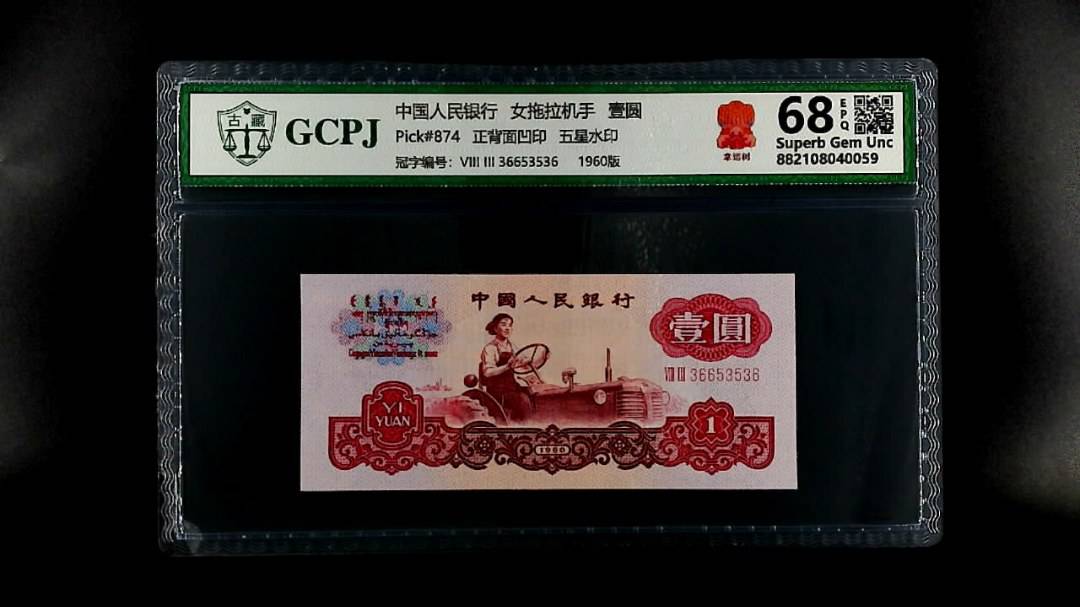 古 藏
GCPJ
中国人民银行 女拖拉机手 壹圆
Pick#874 正背面凹印 五星水印
冠字编号: VIII III 36653536 1960版
拿运树
68 EPQ
Superb Gem Unc
882108040059
中國人民銀行
壹圓
VIII III 36653536
YI
YUAN
1
1960